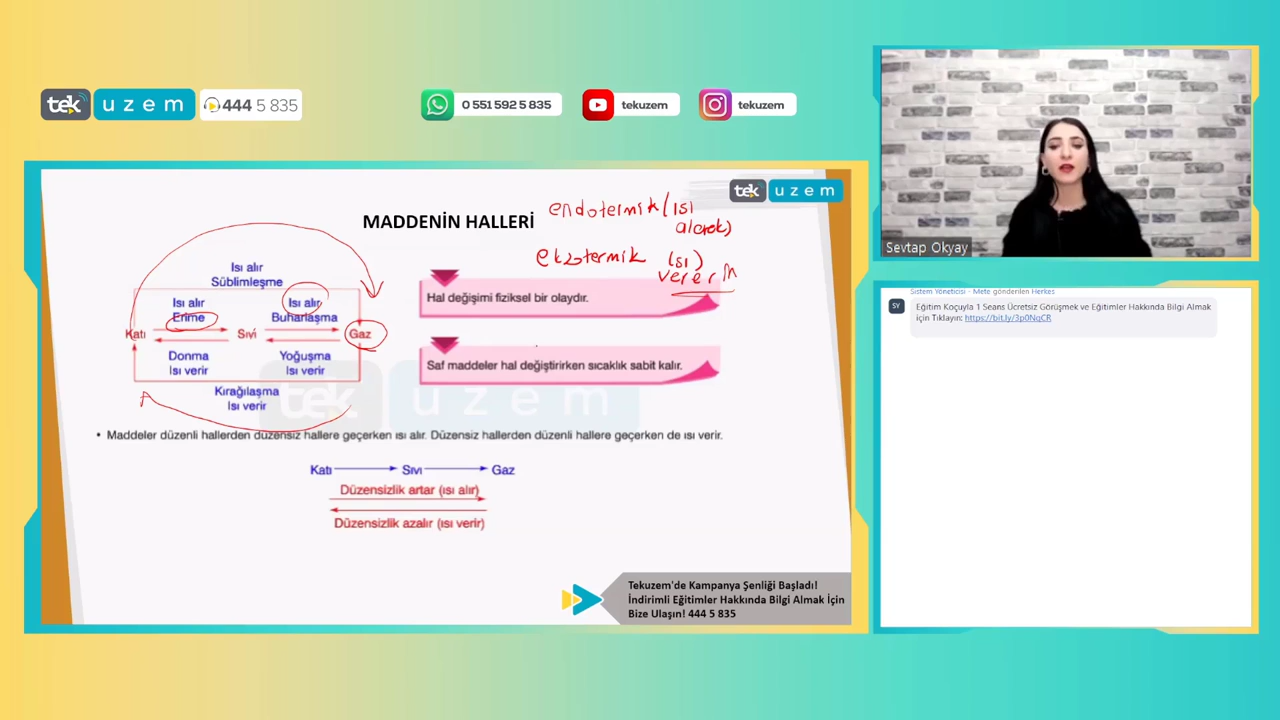 tek uzem 444 5 835
0 551 592 5 835
tekuzem
tekuzem
tek uzem
MADDENİN HALLERİ
endotermik (ısı
alarak)
ekzotermik (ısı)
vererek
Isı alır
Süblimleşme
Isı alır
Erime
Isı alır
Buharlaşma
Katı
Sıvı
Gaz
Donma
Isı verir
Yoğuşma
Isı verir
Kırağılaşma
Isı verir
Hal değişimi fiziksel bir olaydır.
Saf maddeler hal değiştirirken sıcaklık sabit kalır.
tek uzem
• Maddeler düzenli hallerden düzensiz hallere geçerken ısı alır. Düzensiz hallerden düzenli hallere geçerken de ısı verir.
Katı Sıvı Gaz
Düzensizlik artar (ısı alır)
Düzensizlik azalır (ısı verir)
Tekuzem'de Kampanya Şenliği Başladı!
İndirimli Eğitimler Hakkında Bilgi Almak İçin
Bize Ulaşın! 444 5 835
Sevtap Okyay
Sistem Yöneticisi - Mete gönderilen Herkes
SY
Eğitim Koçuyla 1 Seans Ücretsiz Görüşmek ve Eğitimler Hakkında Bilgi Almak
için Tıklayın: https://bit.ly/3p0NqCR